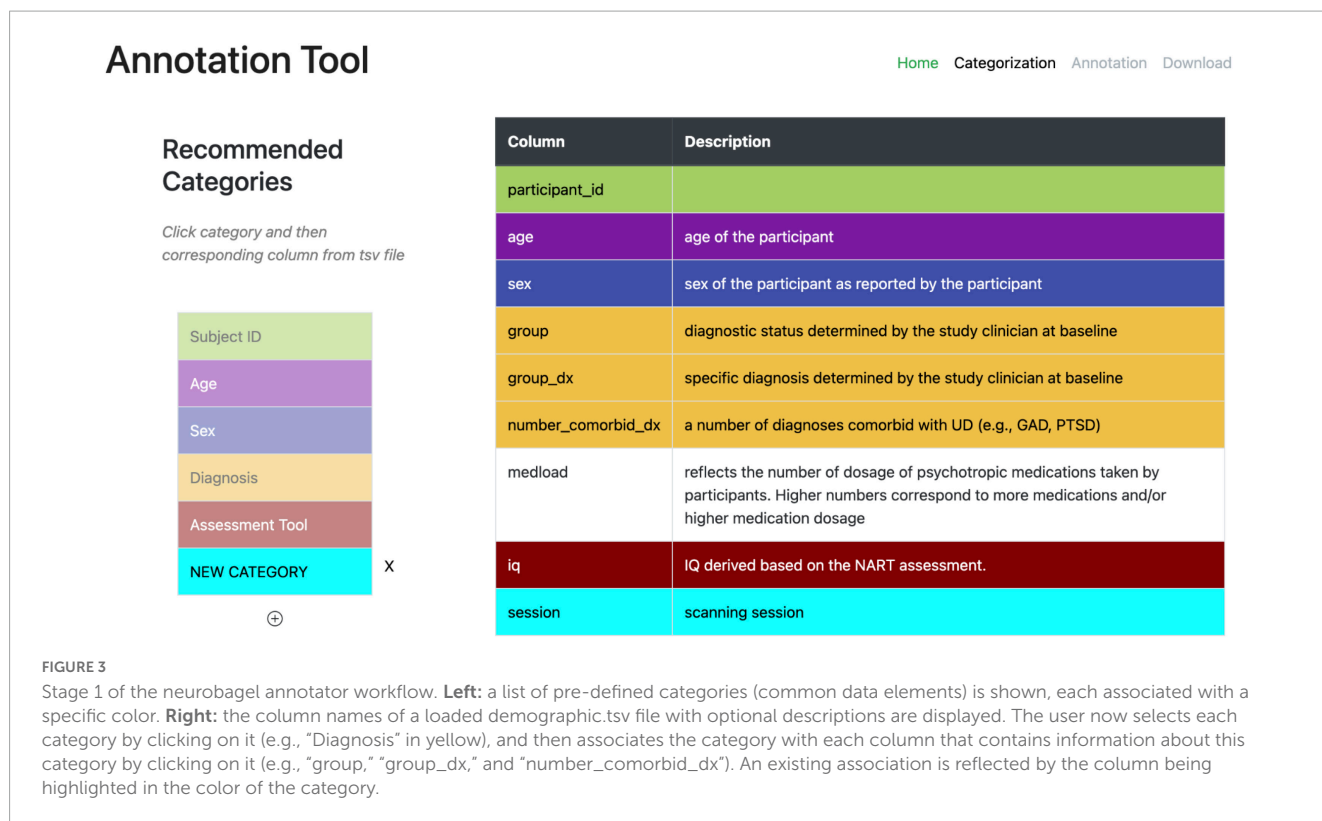 Annotation Tool
Home Categorization Annotation Download
Recommended
Categories
Click category and then
corresponding column from tsv file
Subject ID
Age
Sex
Diagnosis
Assessment Tool
NEW CATEGORY X
Column Description
participant_id
age age of the participant
sex sex of the participant as reported by the participant
group diagnostic status determined by the study clinician at baseline
group_dx specific diagnosis determined by the study clinician at baseline
number_comorbid_dx a number of diagnoses comorbid with UD (e.g., GAD, PTSD)
medload reflects the number of dosage of psychotropic medications taken by
participants. Higher numbers correspond to more medications and/or
higher medication dosage
iq IQ derived based on the NART assessment.
session scanning session
FIGURE 3
Stage 1 of the neurobagel annotator workflow. Left: a list of pre-defined categories (common data elements) is shown, each associated with a
specific color. Right: the column names of a loaded demographic.tsv file with optional descriptions are displayed. The user now selects each
category by clicking on it (e.g., “Diagnosis” in yellow), and then associates the category with each column that contains information about this
category by clicking on it (e.g., “group,” “group_dx,” and “number_comorbid_dx”). An existing association is reflected by the column being
highlighted in the color of the category.